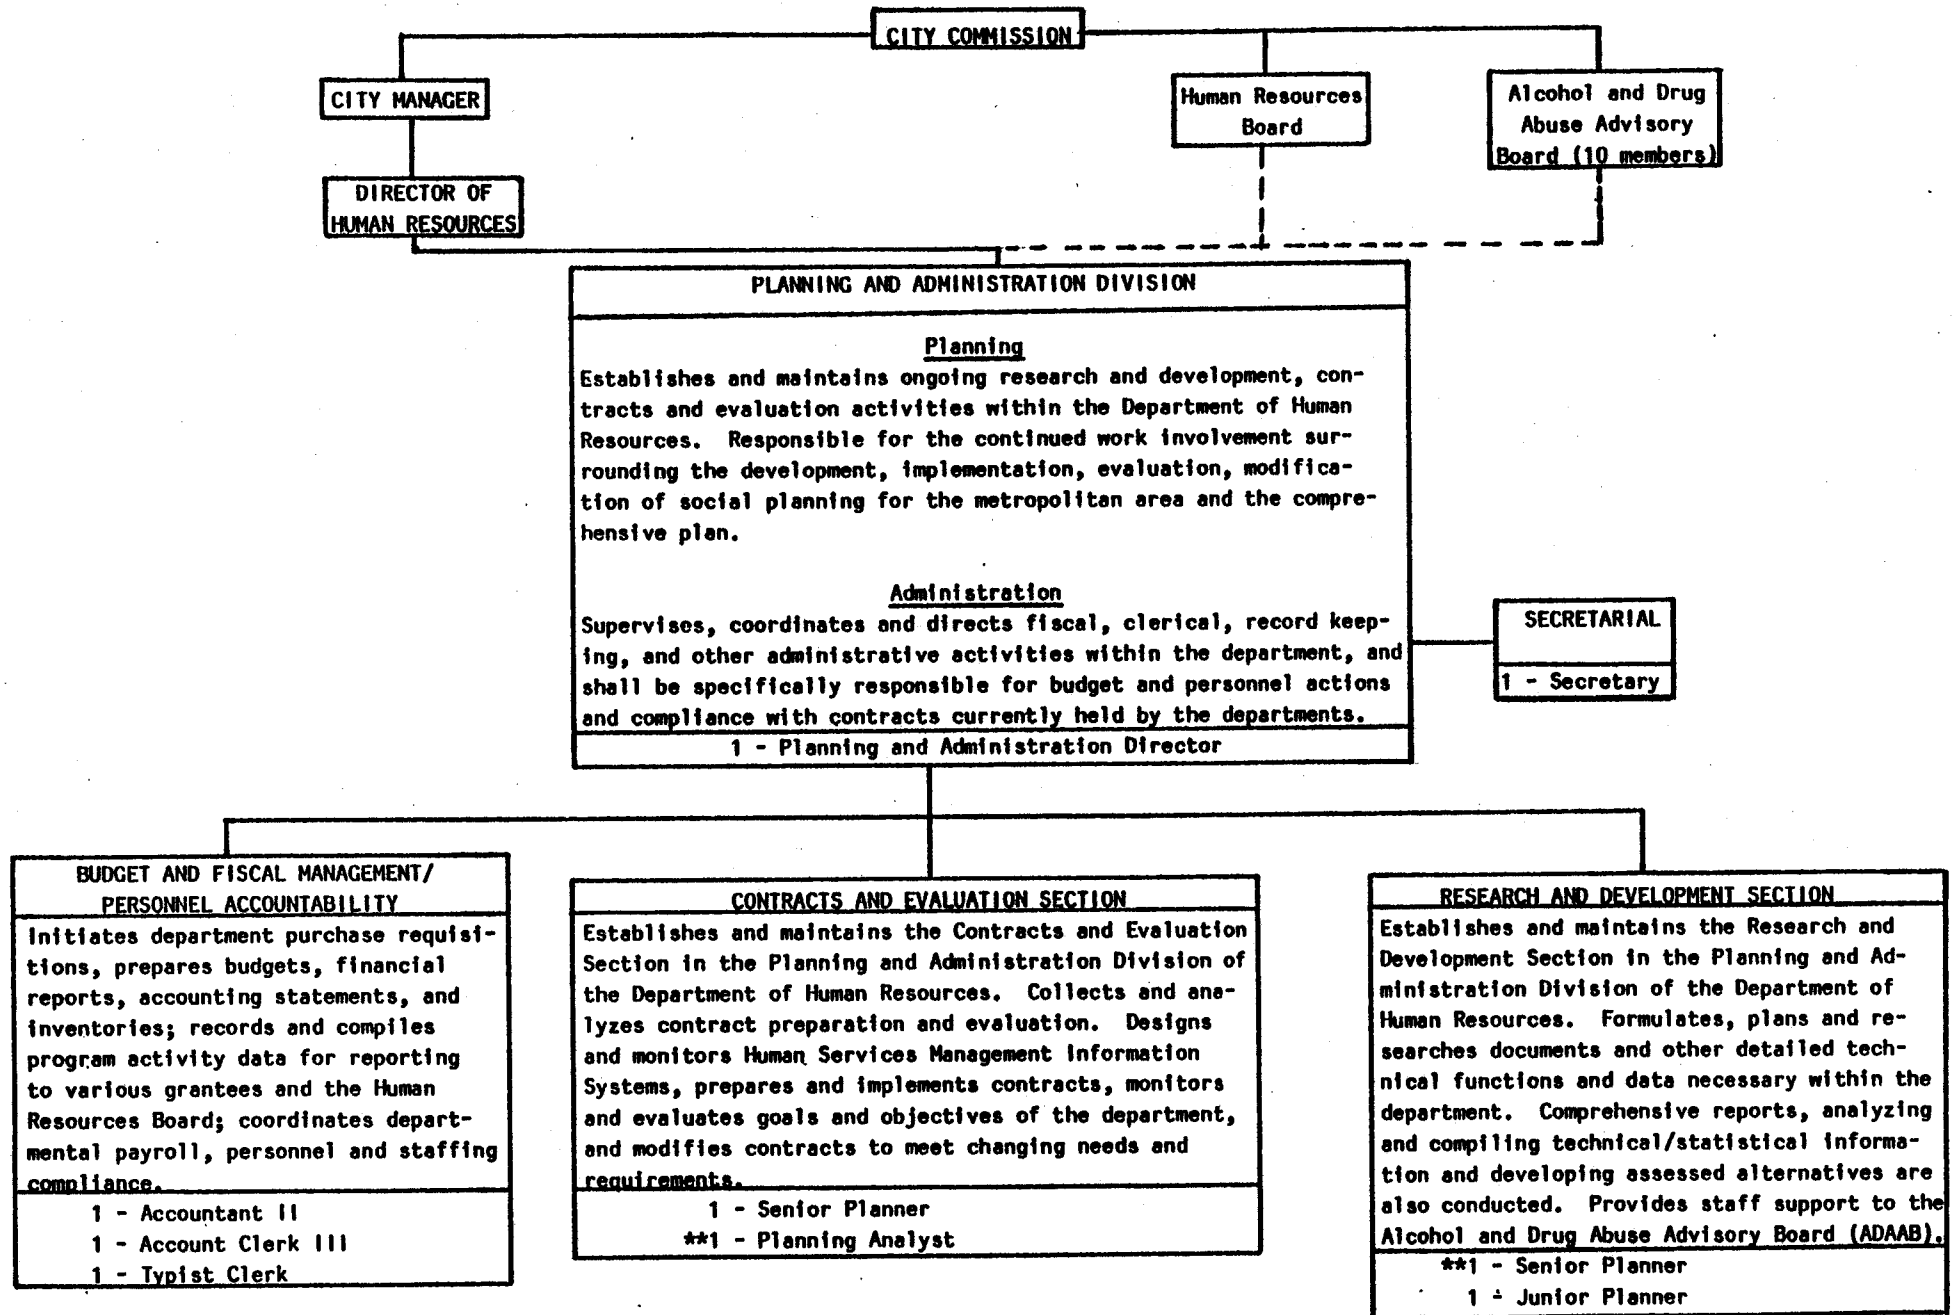 CITY COMMISSION
CITY MANAGER
Human Resources
Board
Alcohol and Drug
Abuse Advisory
Board (10 members)
DIRECTOR OF
HUMAN RESOURCES
PLANNING AND ADMINISTRATION DIVISION
Planning
Establishes and maintains ongoing research and development, con-
tracts and evaluation activities within the Department of Human
Resources. Responsible for the continued work involvement sur-
rounding the development, implementation, evaluation, modifica-
tion of social planning for the metropolitan area and the compre-
hensive plan.
Administration
Supervises, coordinates and directs fiscal, clerical, record keep-
ing, and other administrative activities within the department, and
shall be specifically responsible for budget and personnel actions
and compliance with contracts currently held by the departments.
1 - Planning and Administration Director
SECRETARIAL
1 - Secretary
BUDGET AND FISCAL MANAGEMENT/
PERSONNEL ACCOUNTABILITY
Initiates department purchase requisi-
tions, prepares budgets, financial
reports, accounting statements, and
inventories; records and compiles
program activity data for reporting
to various grantees and the Human
Resources Board; coordinates depart-
mental payroll, personnel and staffing
compliance.
1 - Accountant II
1 - Account Clerk III
1 - Typist Clerk
CONTRACTS AND EVALUATION SECTION
Establishes and maintains the Contracts and Evaluation
Section in the Planning and Administration Division of
the Department of Human Resources. Collects and ana-
lyzes contract preparation and evaluation. Designs
and monitors Human Services Management Information
Systems, prepares and implements contracts, monitors
and evaluates goals and objectives of the department,
and modifies contracts to meet changing needs and
requirements.
1 - Senior Planner
**1 - Planning Analyst
RESEARCH AND DEVELOPMENT SECTION
Establishes and maintains the Research and
Development Section in the Planning and Ad-
ministration Division of the Department of
Human Resources. Formulates, plans and re-
searches documents and other detailed tech-
nical functions and data necessary within the
department. Comprehensive reports, analyzing
and compiling technical/statistical informa-
tion and developing assessed alternatives are
also conducted. Provides staff support to the
Alcohol and Drug Abuse Advisory Board (ADAAB).
**1 - Senior Planner
1 - Junior Planner